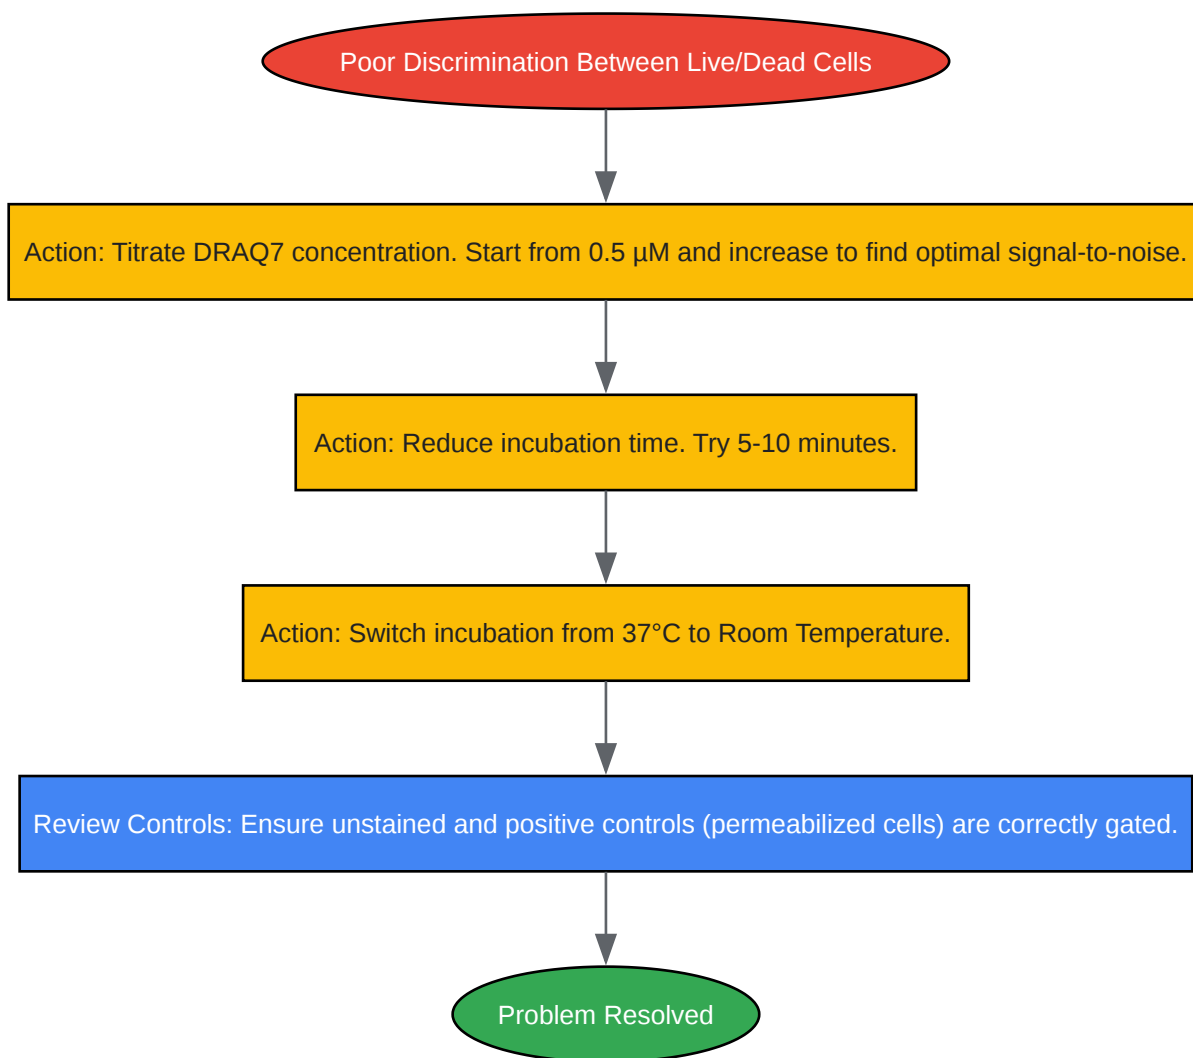 Poor Discrimination Between Live/Dead Cells
Action: Titrate DRAQ7 concentration. Start from 0.5 µM and increase to find optimal signal-to-noise.
Action: Reduce incubation time. Try 5-10 minutes.
Action: Switch incubation from 37°C to Room Temperature.
Review Controls: Ensure unstained and positive controls (permeabilized cells) are correctly gated.
Problem Resolved